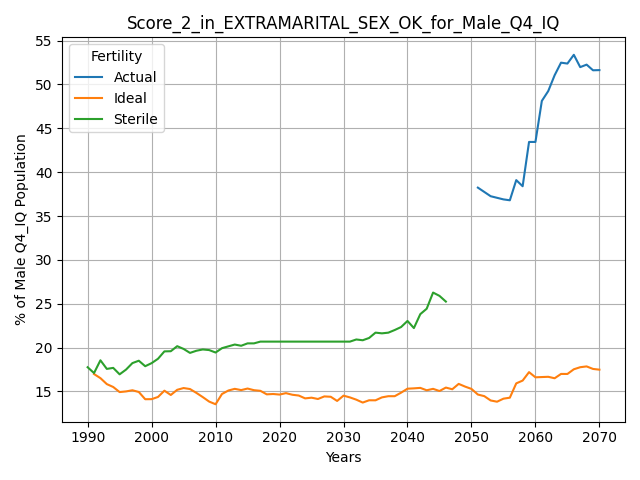 Score_2_in_EXTRAMARITAL_SEX_OK_for_Male_Q4_IQ
Fertility
Actual
Ideal
Sterile
% of Male Q4_IQ Population
55
50
45
40
35
30
25
20
15
1990 2000 2010 2020 2030 2040 2050 2060 2070
Years